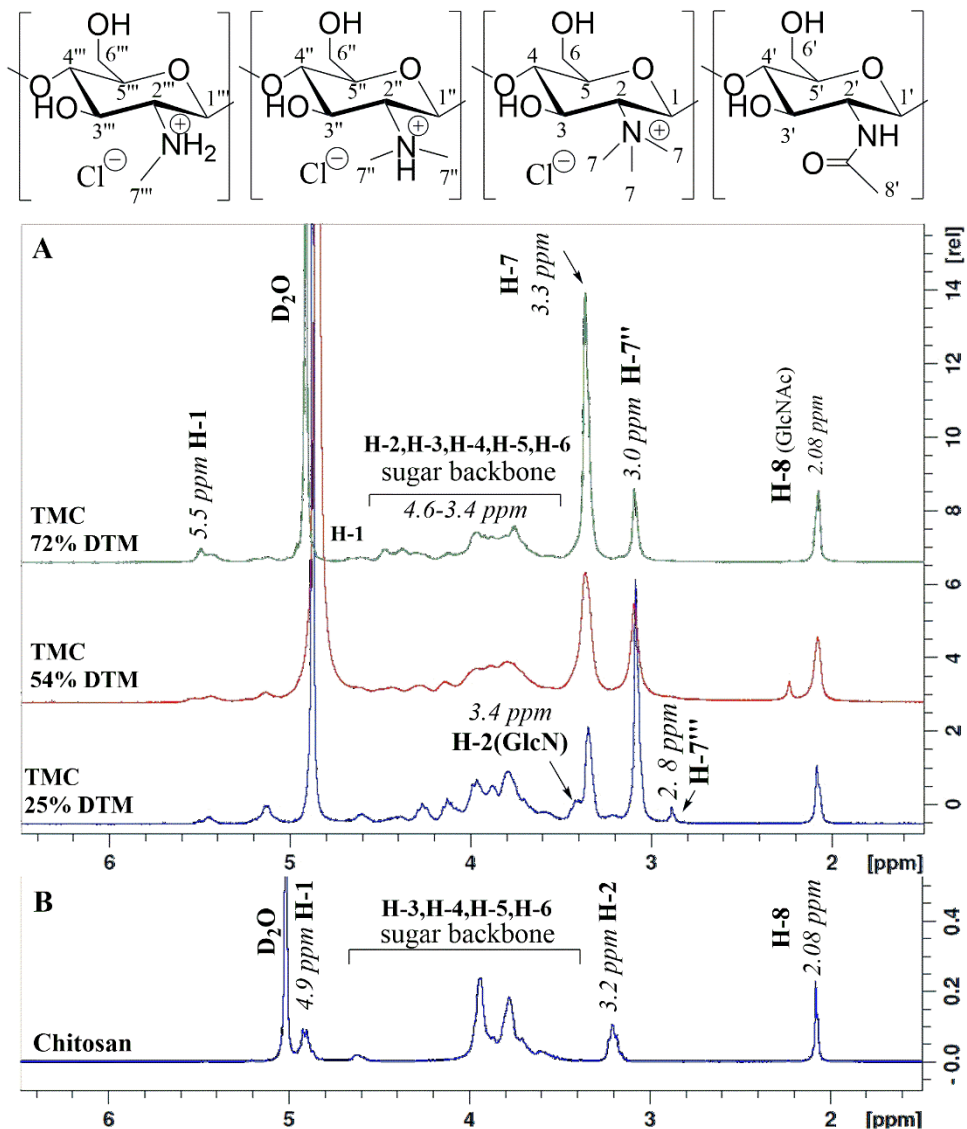 OH OH OH OH
6''' 6'' 6 6'
4''' 4'' 4 4'
O O O O O O O O
5''' 5'' 5 5'
2''' 2'' 2 2'
1''' 1'' 1 1'
HO HO HO HO
3''' 3'' 3 3'
+ + +
NH2 N N NH
H
7 7
Cl− Cl− Cl− O
7''' 7'' 7'' 7 8'
A
[rel]
14
12
10
8
6
4
2
0
D2O
5.5 ppm H-1
H-1
H-2,H-3,H-4,H-5,H-6
sugar backbone
4.6-3.4 ppm
H-7
3.3 ppm
3.0 ppm H-7''
H-8 (GlcNAc)
2.08 ppm
TMC
72% DTM
TMC
54% DTM
3.4 ppm
H-2(GlcN)
2. 8 ppm
H-7'''
TMC
25% DTM
6 5 4 3 2 [ppm]
B
D2O
4.9 ppm H-1
H-3,H-4,H-5,H-6
sugar backbone
3.2 ppm H-2
H-8
2.08 ppm
Chitosan
[rel]
0.4
0.2
- 0.0
6 5 4 3 2 [ppm]